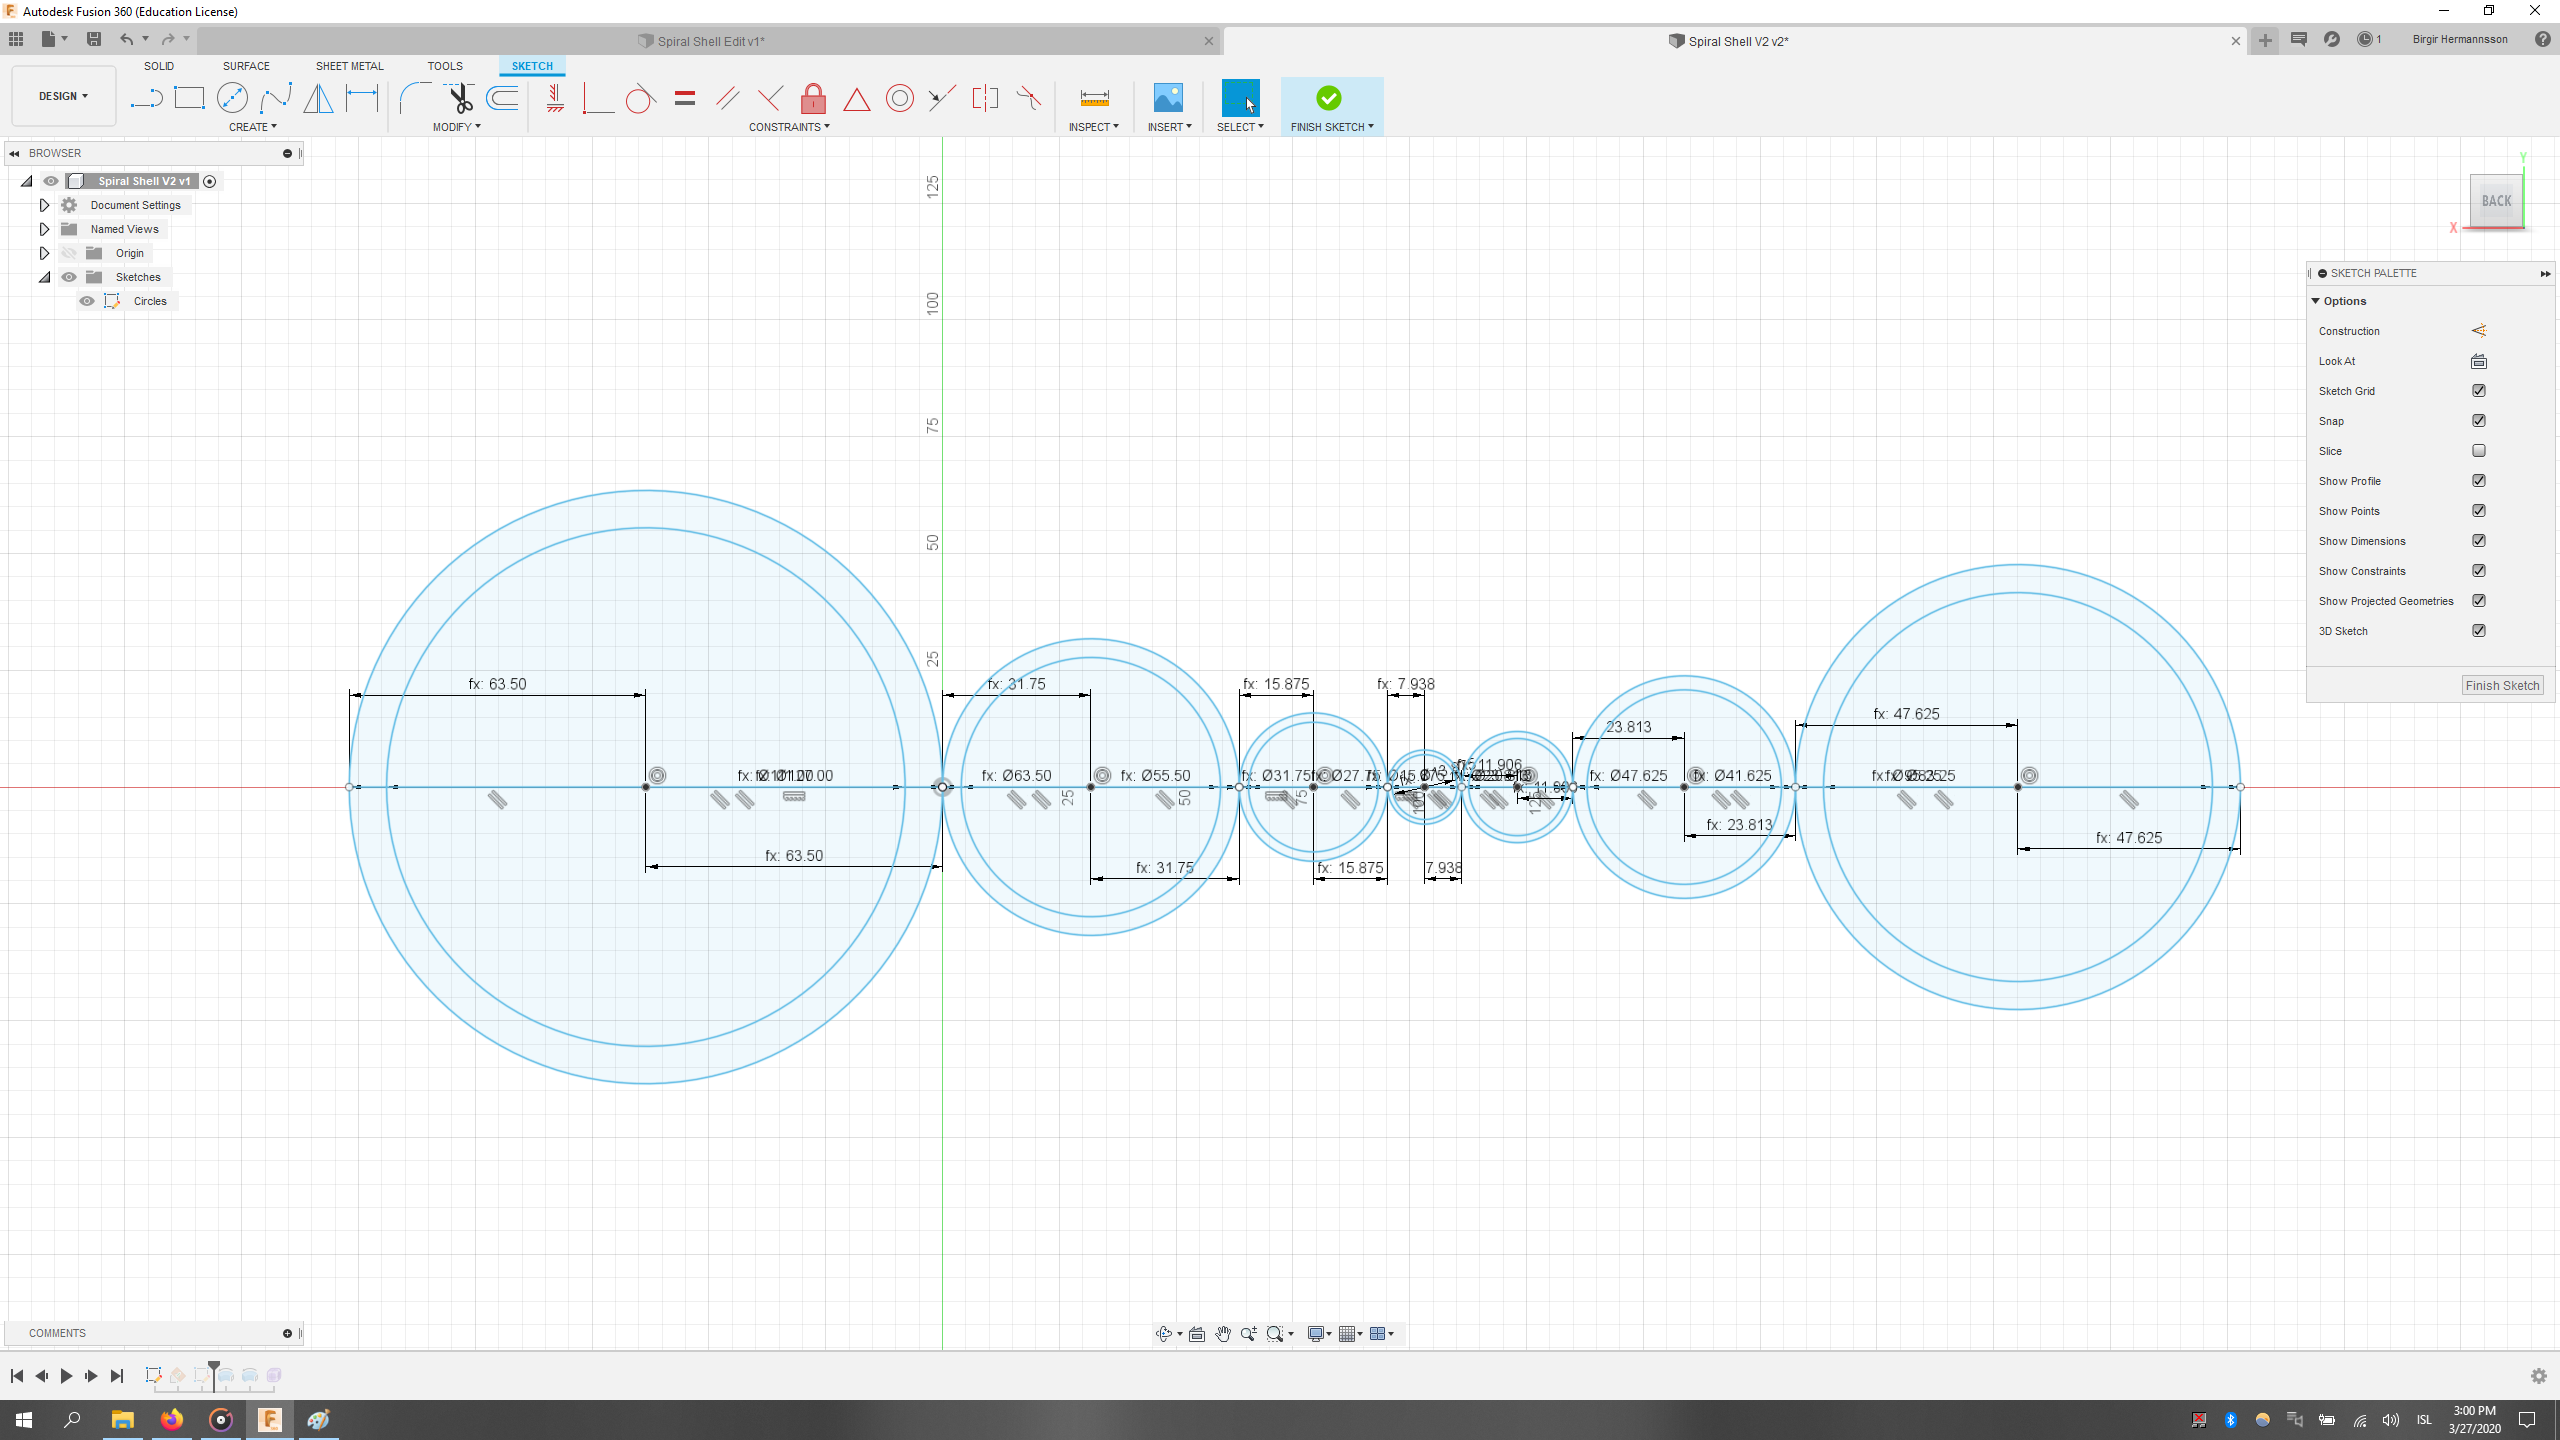 Autodesk Fusion 360 (Education License)
Spiral Shell Edit v1*
Spiral Shell V2 v2*
1
Birgir Hermannsson
DESIGN
SOLID
SURFACE
SHEET METAL
TOOLS
SKETCH
CREATE
MODIFY
CONSTRAINTS
INSPECT
INSERT
SELECT
FINISH SKETCH
BROWSER
Spiral Shell V2 v1
Document Settings
Named Views
Origin
Sketches
Circles
125
100
75
50
25
Y
BACK
X
SKETCH PALETTE
Options
Construction
Look At
Sketch Grid
Snap
Slice
Show Profile
Show Points
Show Dimensions
Show Constraints
Show Projected Geometries
3D Sketch
Finish Sketch
fx: 63.50
fx: 31.75
fx: 15.875
fx: 7.938
23.813
fx: 47.625
fx: Ø63.50
fx: Ø55.50
fx: Ø31.75
11.906
fx: Ø47.625
fx: Ø41.625
25
50
75
fx: 63.50
fx: 31.75
fx: 15.875
7.938
fx: 23.813
fx: 47.625
COMMENTS
ISL
3:00 PM
3/27/2020